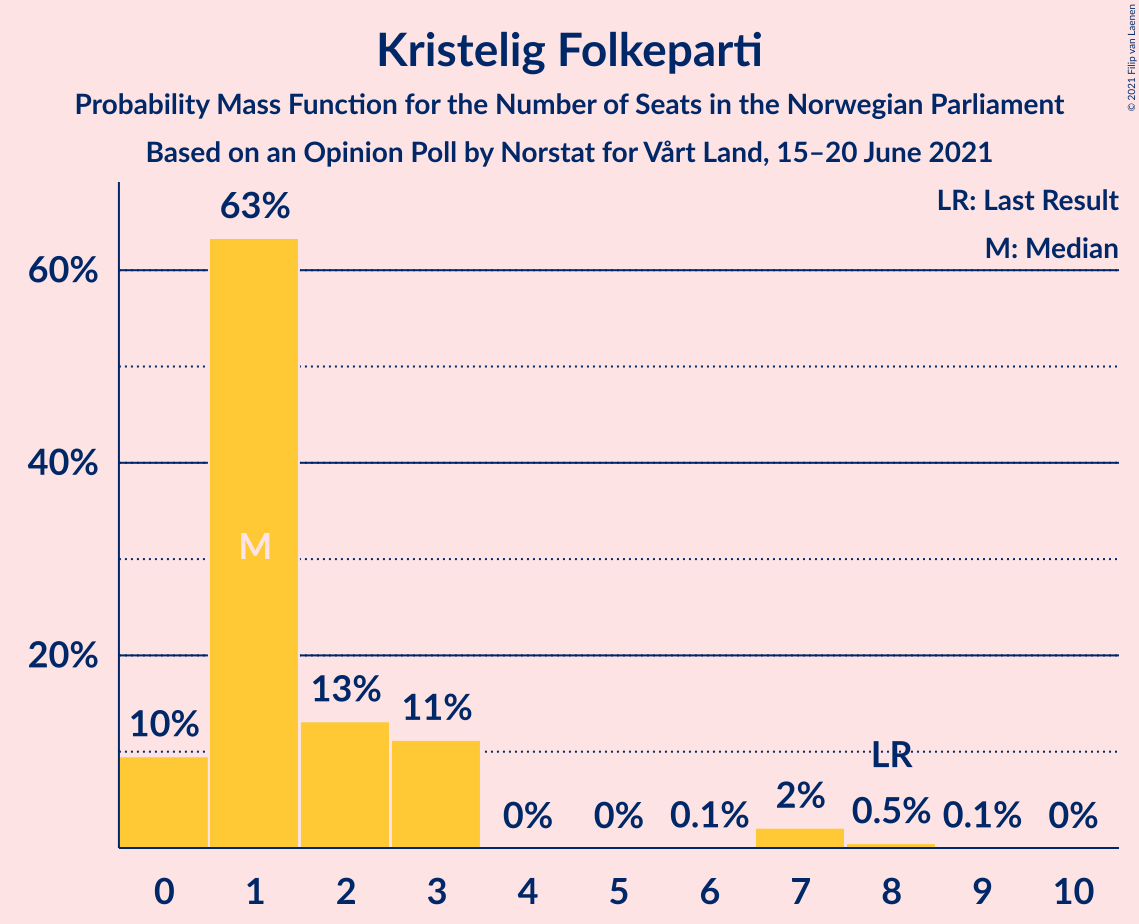 Kristelig Folkeparti
Probability Mass Function for the Number of Seats in the Norwegian Parliament
Based on an Opinion Poll by Norstat for Vårt Land, 15–20 June 2021
© 2021 Filip van Laenen
LR: Last Result
M: Median
63%
60%
40%
M
20%
13%
11%
10%
LR
2%
0.5%
0% 0% 0.1% 0.1% 0%
0 1 2 3 4 5 6 7 8 9 10